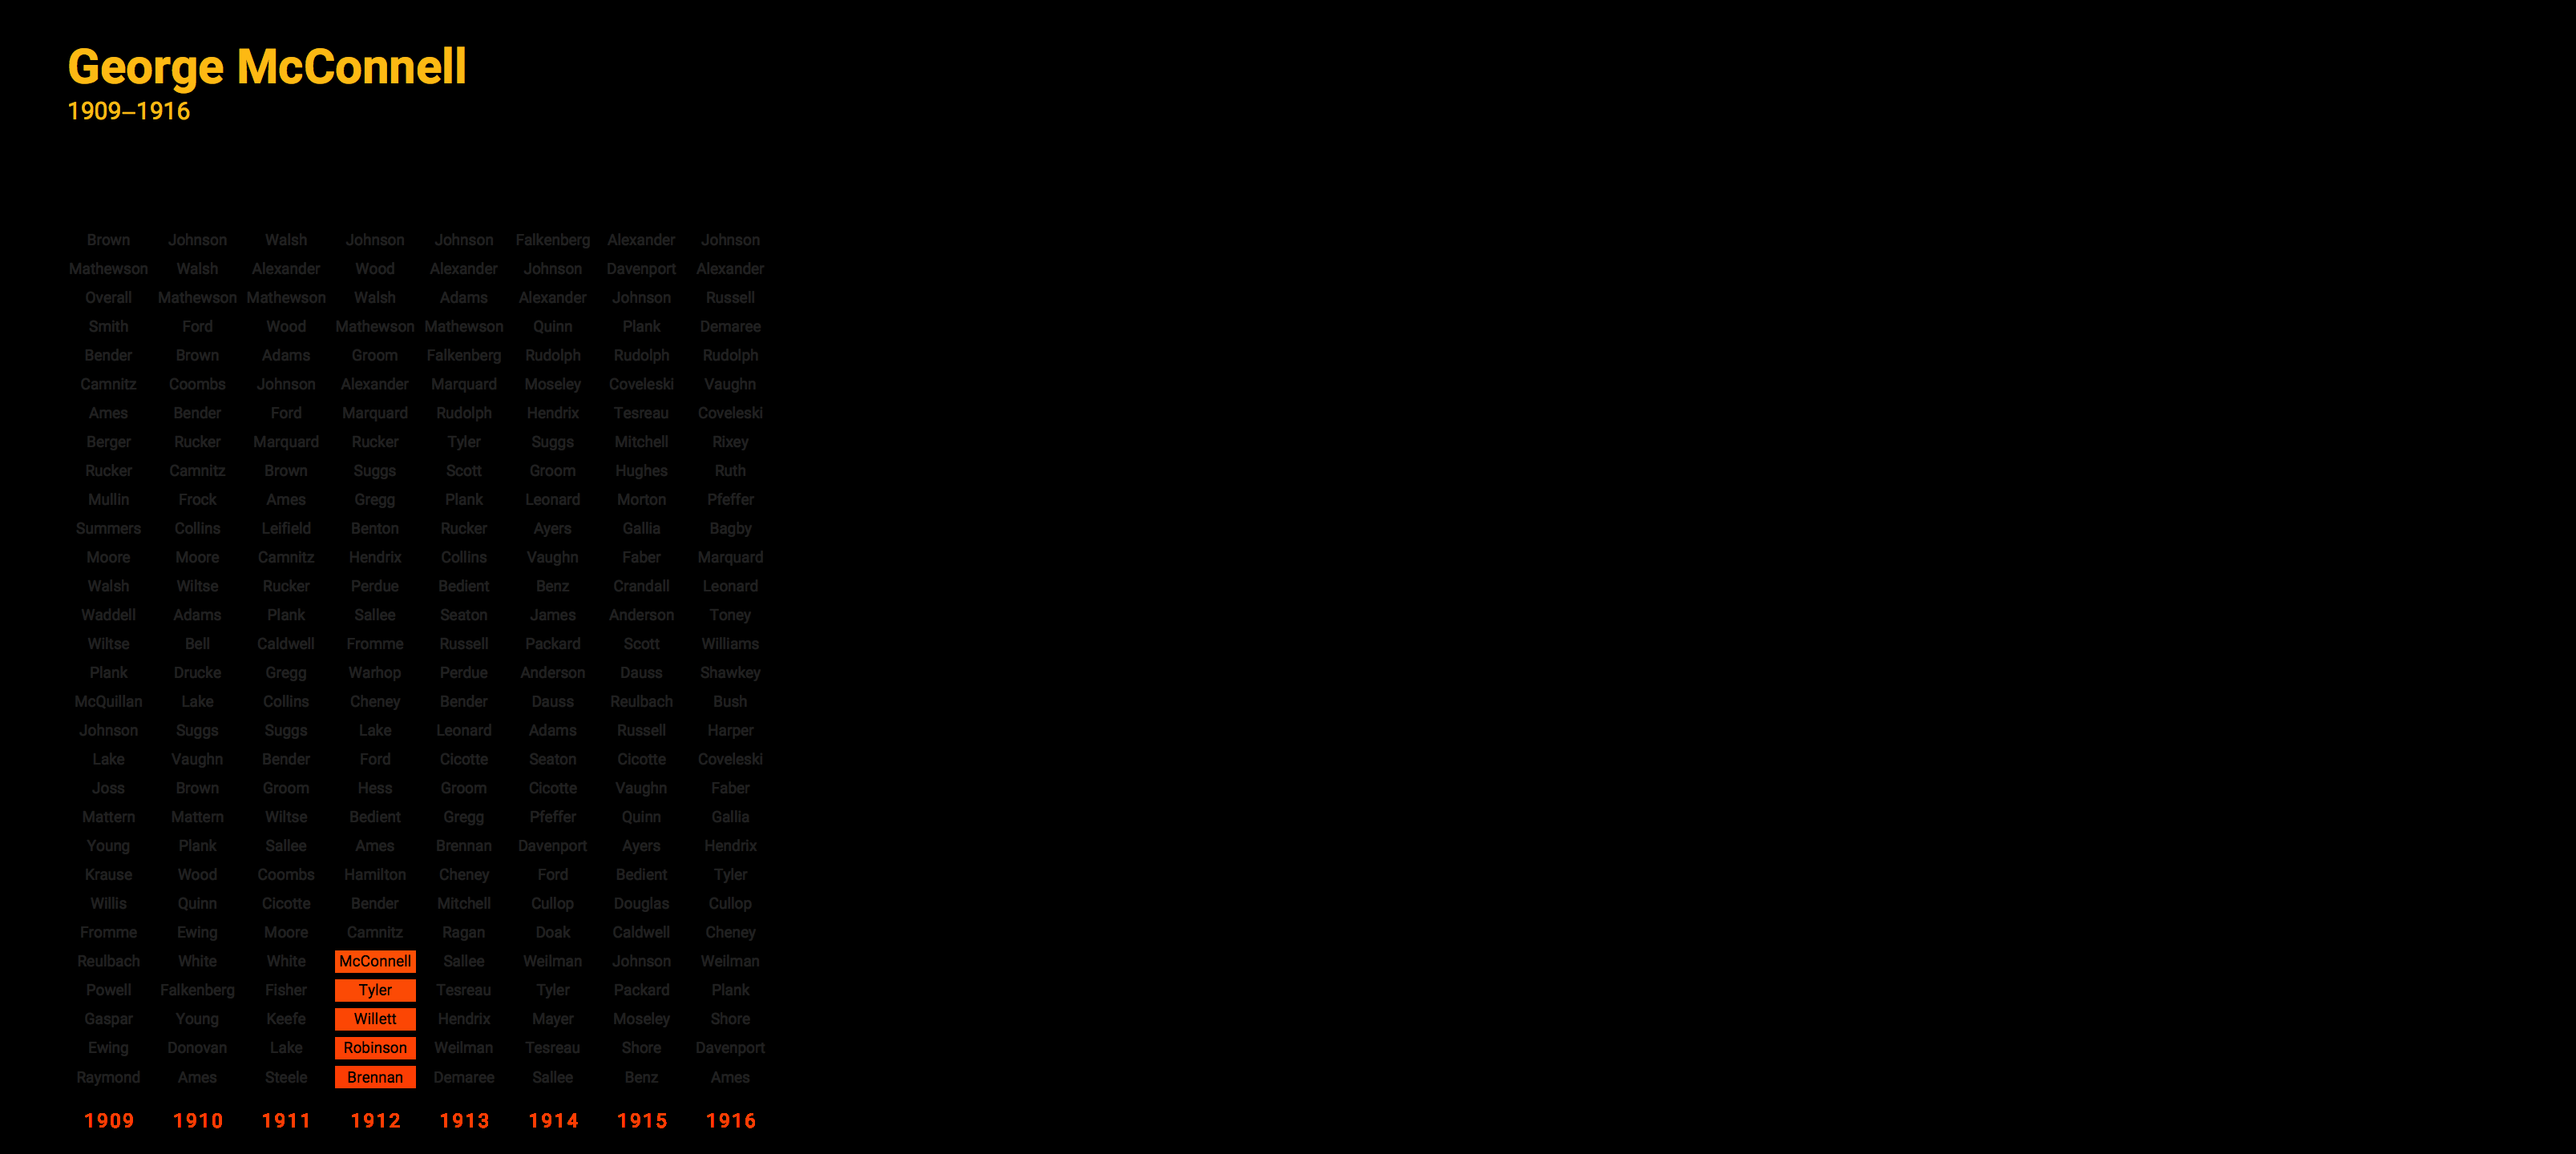 George McConnell
1909–1916
Brown Johnson Walsh Johnson Johnson Falkenberg Alexander Johnson
Mathewson Walsh Alexander Wood Alexander Johnson Davenport Alexander
Overall Mathewson Mathewson Walsh Adams Alexander Johnson Russell
Smith Ford Wood Mathewson Mathewson Quinn Plank Demaree
Bender Brown Adams Groom Falkenberg Rudolph Rudolph Rudolph
Camnitz Coombs Johnson Alexander Marquard Moseley Coveleski Vaughn
Ames Bender Ford Marquard Rudolph Hendrix Tesreau Coveleski
Berger Rucker Marquard Rucker Tyler Suggs Mitchell Rixey
Rucker Camnitz Brown Suggs Scott Groom Hughes Ruth
Mullin Frock Ames Gregg Plank Leonard Morton Pfeffer
Summers Collins Leifield Benton Rucker Ayers Gallia Bagby
Moore Moore Camnitz Hendrix Collins Vaughn Faber Marquard
Walsh Wiltse Rucker Perdue Bedient Benz Crandall Leonard
Waddell Adams Plank Sallee Seaton James Anderson Toney
Wiltse Bell Caldwell Fromme Russell Packard Scott Williams
Plank Drucke Gregg Warhop Perdue Anderson Dauss Shawkey
McQuillan Lake Collins Cheney Bender Dauss Reulbach Bush
Johnson Suggs Suggs Lake Leonard Adams Russell Harper
Lake Vaughn Bender Ford Cicotte Seaton Cicotte Coveleski
Joss Brown Groom Hess Groom Cicotte Vaughn Faber
Mattern Mattern Wiltse Bedient Gregg Pfeffer Quinn Gallia
Young Plank Sallee Ames Brennan Davenport Ayers Hendrix
Krause Wood Coombs Hamilton Cheney Ford Bedient Tyler
Willis Quinn Cicotte Bender Mitchell Cullop Douglas Cullop
Fromme Ewing Moore Camnitz Ragan Doak Caldwell Cheney
Reulbach White White McConnell Sallee Weilman Johnson Weilman
Powell Falkenberg Fisher Tyler Tesreau Tyler Packard Plank
Gaspar Young Keefe Willett Hendrix Mayer Moseley Shore
Ewing Donovan Lake Robinson Weilman Tesreau Shore Davenport
Raymond Ames Steele Brennan Demaree Sallee Benz Ames
1909 1910 1911 1912 1913 1914 1915 1916